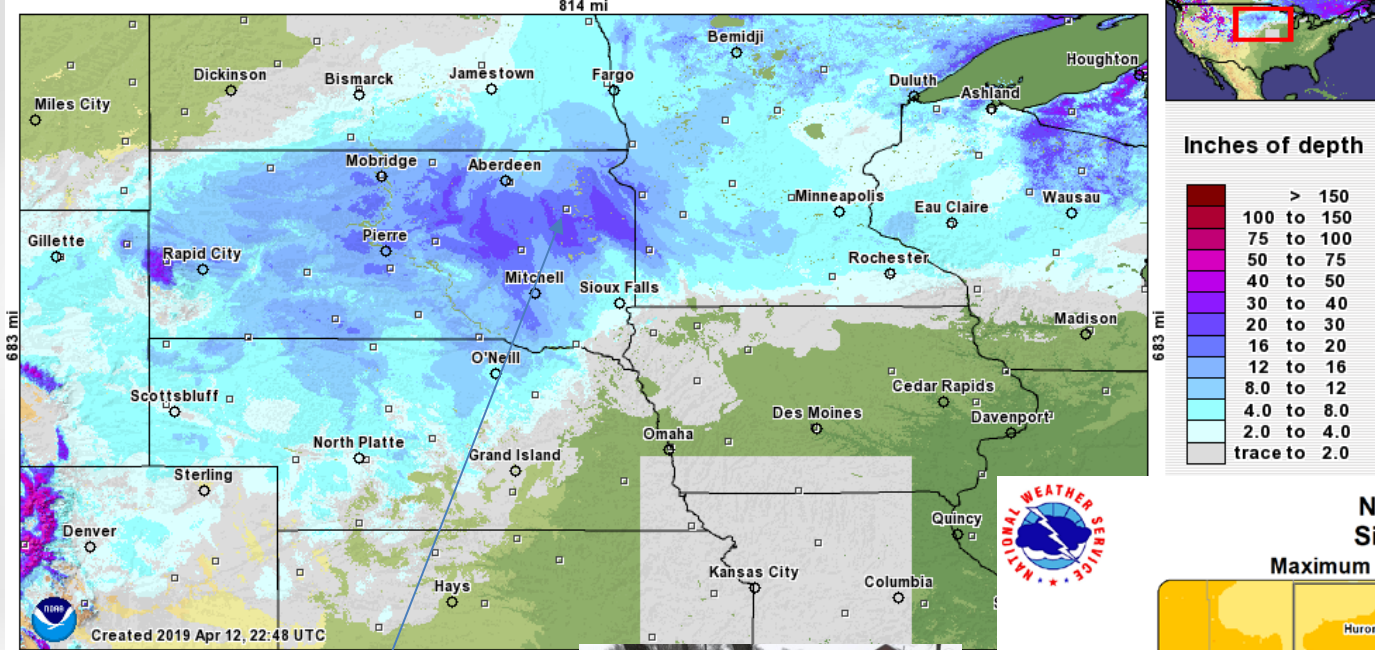 814 mi
Bemidji
Houghton
Dickinson
Bismarck
Jamestown
Fargo
Duluth
Ashland
Miles City
Mobridge
Aberdeen
Minneapolis
Wausau
Eau Claire
Gillette
Rapid City
Pierre
Rochester
Mitchell
Sioux Falls
Madison
683 mi
683 mi
O'Neill
Scottsbluff
Cedar Rapids
Des Moines
Davenport
North Platte
Omaha
Grand Island
Sterling
Denver
Quincy
Kansas City
Columbia
Hays
S
NOAA
Created 2019 Apr 12, 22:48 UTC
Inches of depth
> 150
100 to 150
75 to 100
50 to 75
40 to 50
30 to 40
20 to 30
16 to 20
12 to 16
8.0 to 12
4.0 to 8.0
2.0 to 4.0
trace to 2.0
NATIONAL WEATHER SERVICE
N
Si
Maximum
Huron